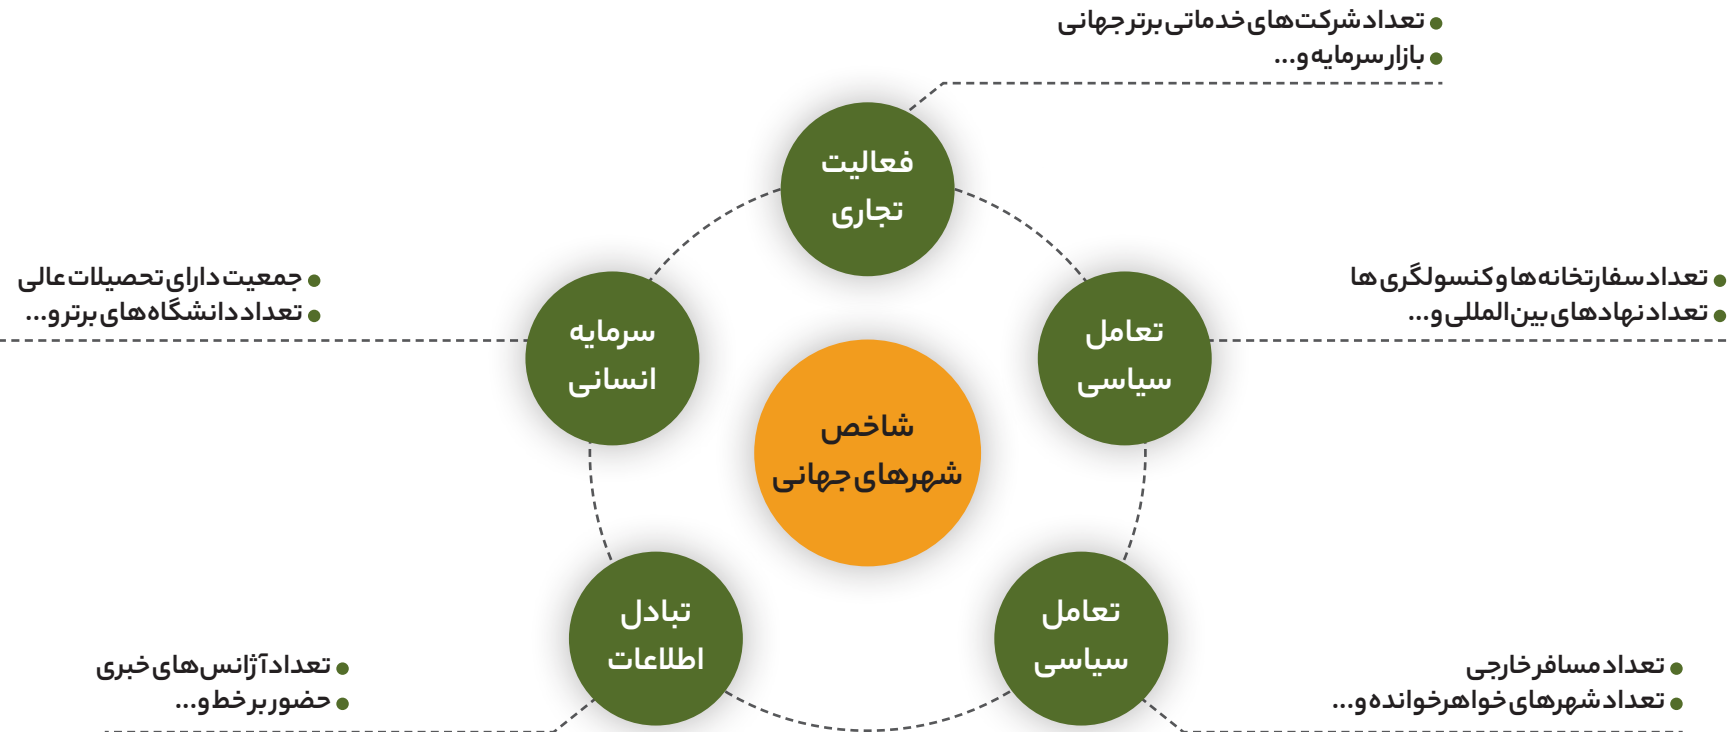 تعداد شرکت‌های خدماتی برتر جهانی
بازار سرمایه و...
فعالیت
تجاری
تعداد سفارتخانه‌ها و کنسولگری ها
تعداد نهادهای بین‌المللی و...
تعامل
سیاسی
جمعیت دارای تحصیلات عالی
تعداد دانشگاه‌های برتر و...
سرمایه
انسانی
شاخص
شهرهای جهانی
تعداد مسافر خارجی
تعداد شهرهای خواهرخوانده و...
تعامل
سیاسی
تبادل
اطلاعات
تعداد آژانس‌های خبری
حضور بر خط و...